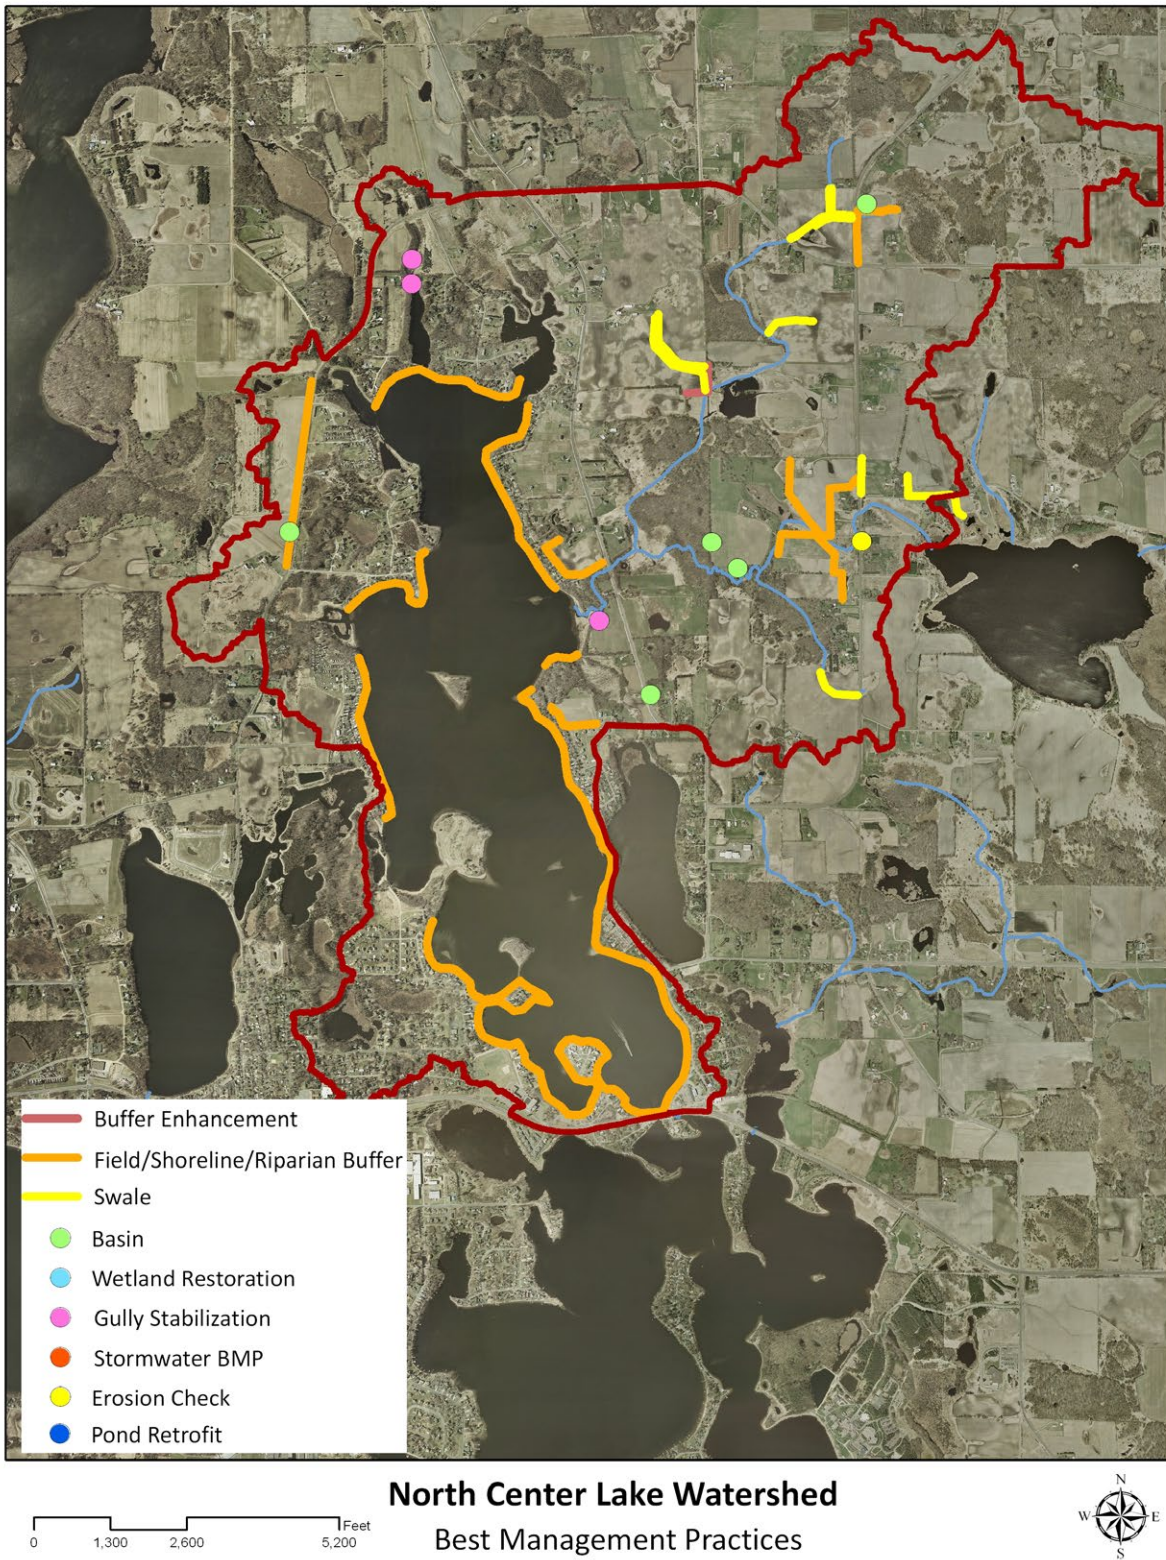 Buffer Enhancement
Field/Shoreline/Riparian Buffer
Swale
Basin
Wetland Restoration
Gully Stabilization
Stormwater BMP
Erosion Check
Pond Retrofit
North Center Lake Watershed
Best Management Practices
Feet
0 1,300 2,600 5,200
N
W E
S